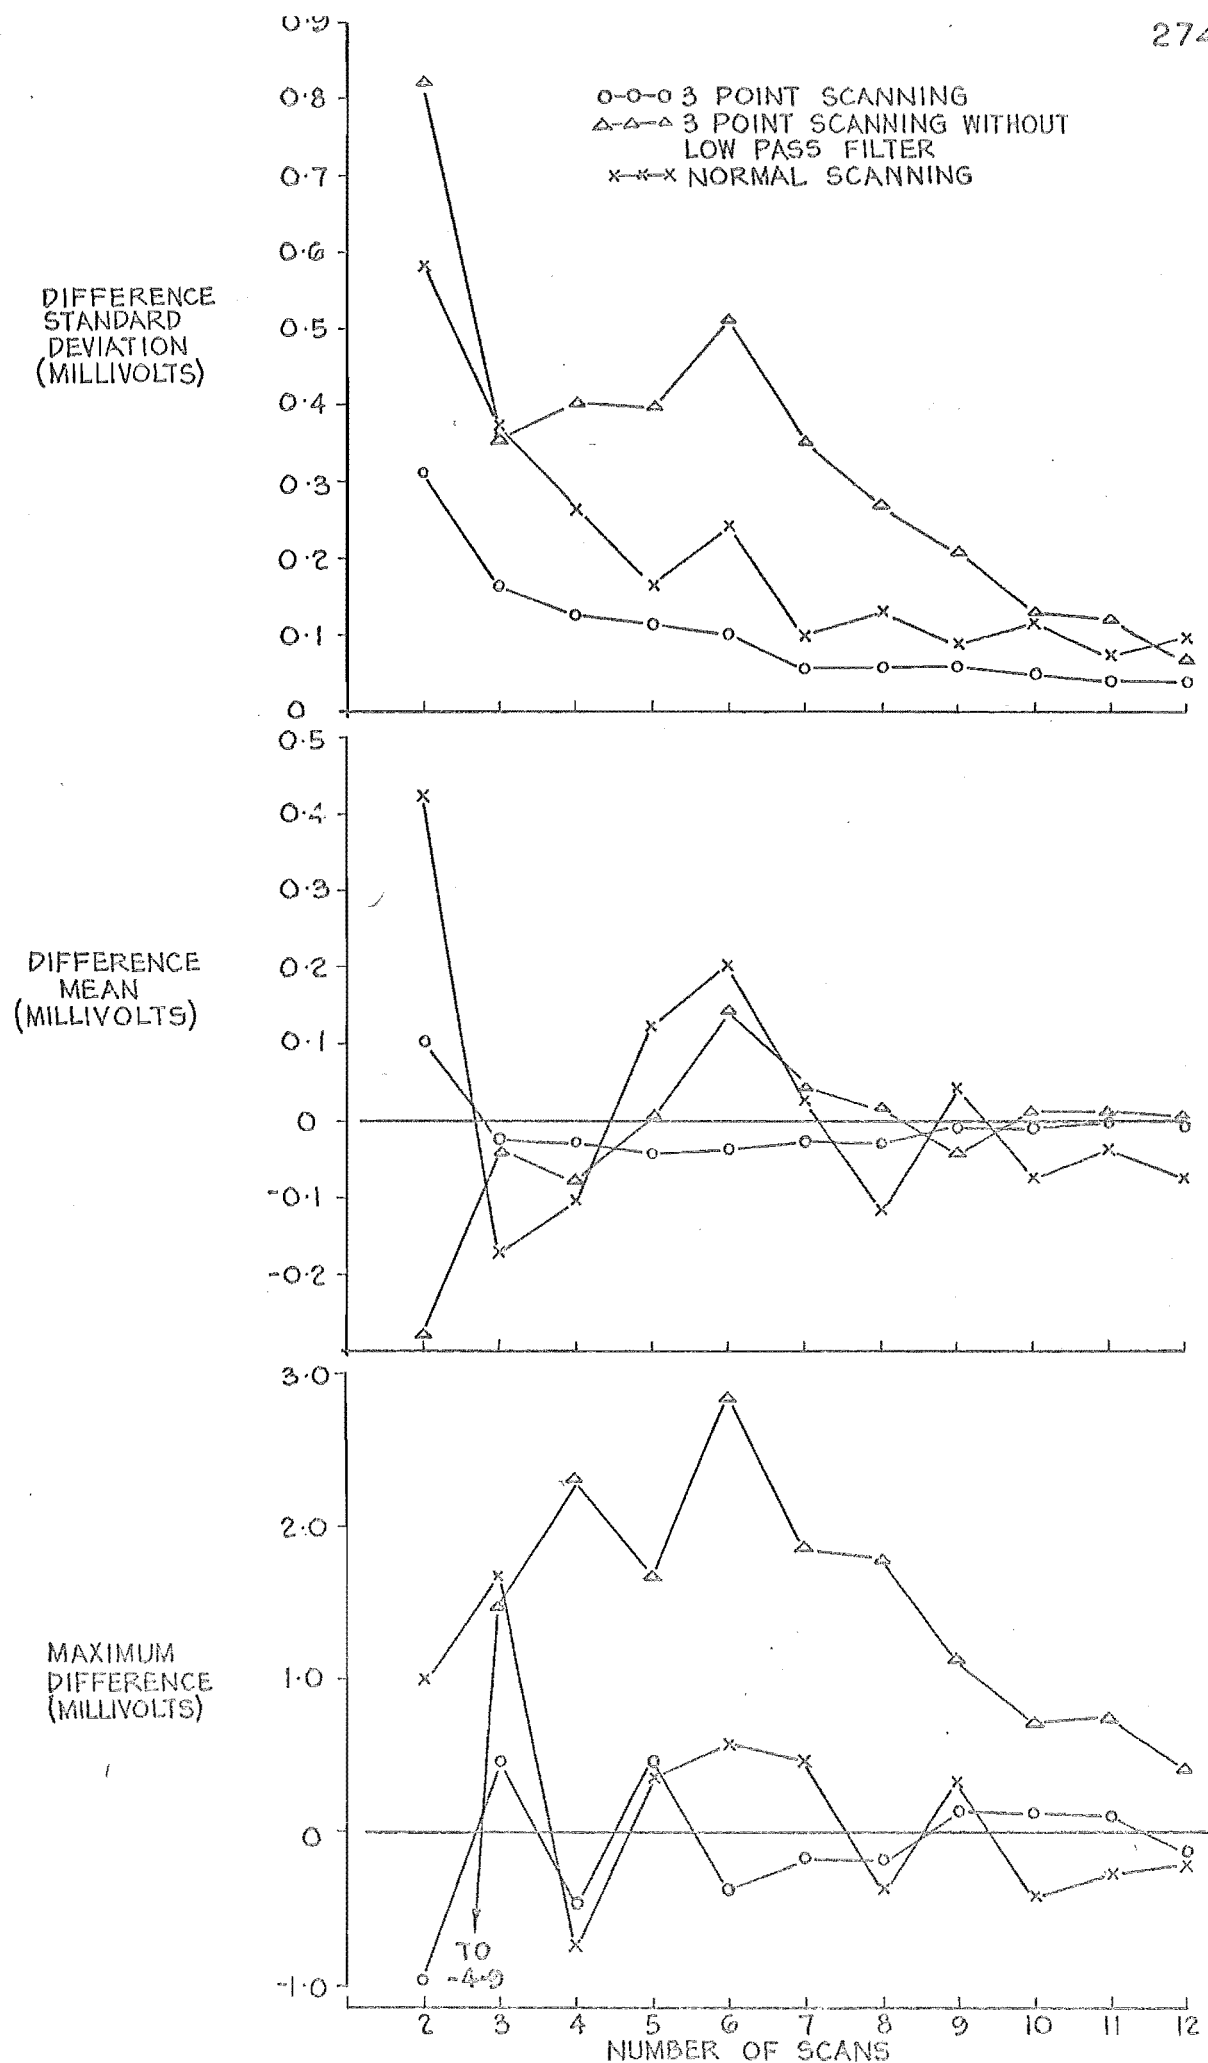 274
0.9
0.8
0.7
0.6
0.5
0.4
0.3
0.2
0.1
0
o-o-o 3 POINT SCANNING
△-△-△ 3 POINT SCANNING WITHOUT
LOW PASS FILTER
x-x-x NORMAL SCANNING
DIFFERENCE
STANDARD
DEVIATION
(MILLIVOLTS)
0.5
0.4
0.3
0.2
0.1
0
-0.1
-0.2
DIFFERENCE
MEAN
(MILLIVOLTS)
3.0
2.0
1.0
0
-1.0
MAXIMUM
DIFFERENCE
(MILLIVOLTS)
TO
-4.9
2 3 4 5 6 7 8 9 10 11 12
NUMBER OF SCANS